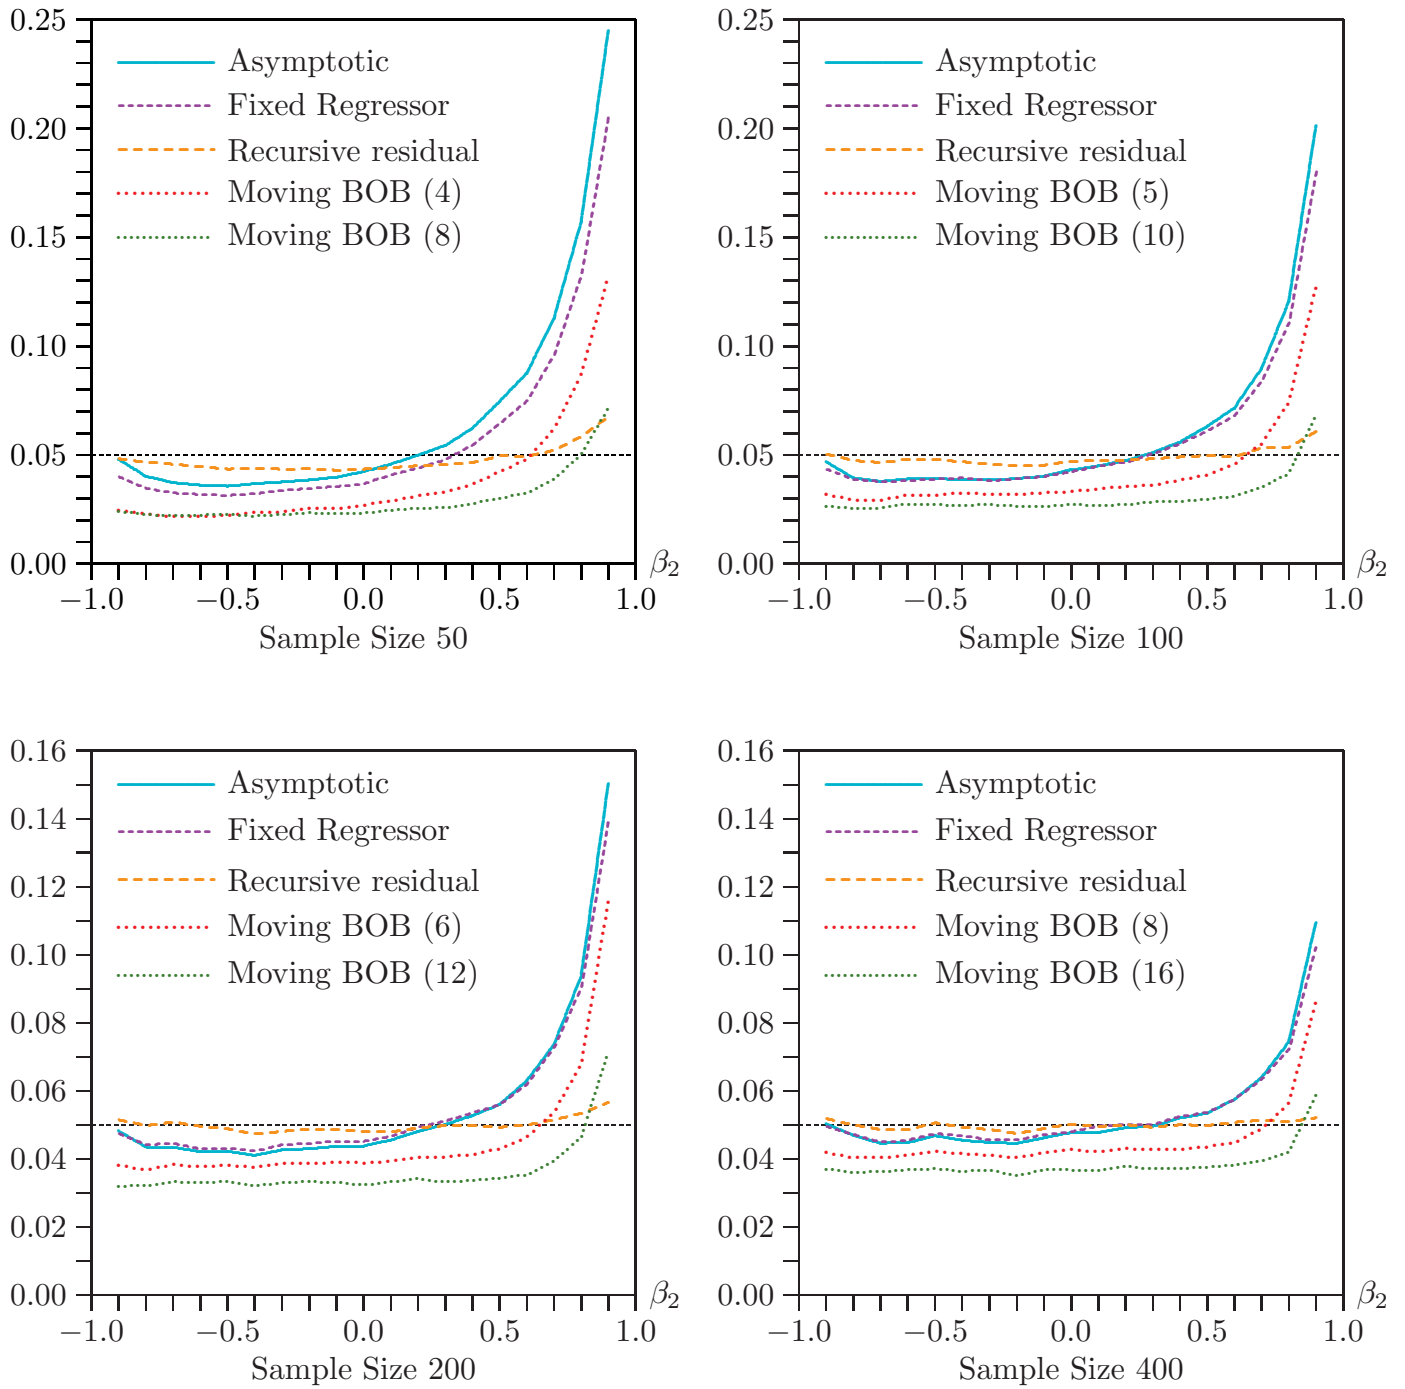 0.25
0.20
0.15
0.10
0.05
0.00
Asymptotic
Fixed Regressor
Recursive residual
Moving BOB (4)
Moving BOB (8)
−1.0 −0.5 0.0 0.5 1.0
β2
Sample Size 50
0.25
0.20
0.15
0.10
0.05
0.00
Asymptotic
Fixed Regressor
Recursive residual
Moving BOB (5)
Moving BOB (10)
−1.0 −0.5 0.0 0.5 1.0
β2
Sample Size 100
0.16
0.14
0.12
0.10
0.08
0.06
0.04
0.02
0.00
Asymptotic
Fixed Regressor
Recursive residual
Moving BOB (6)
Moving BOB (12)
−1.0 −0.5 0.0 0.5 1.0
β2
Sample Size 200
0.16
0.14
0.12
0.10
0.08
0.06
0.04
0.02
0.00
Asymptotic
Fixed Regressor
Recursive residual
Moving BOB (8)
Moving BOB (16)
−1.0 −0.5 0.0 0.5 1.0
β2
Sample Size 400